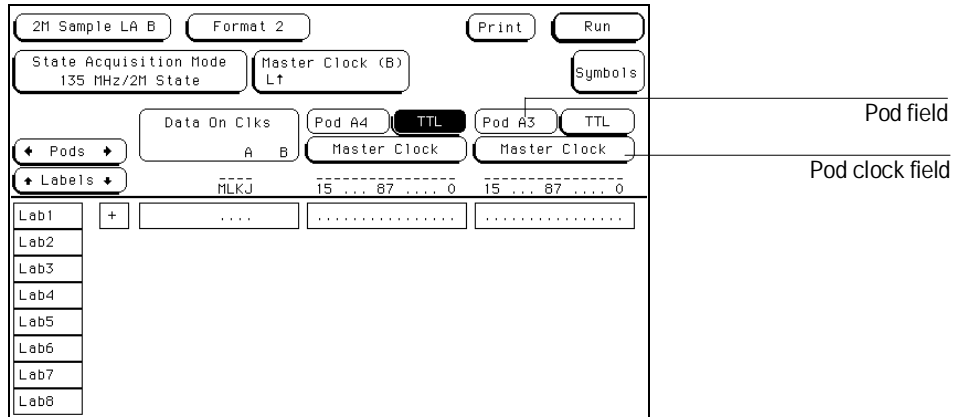 2M Sample LA B Format 2 Print Run
State Acquisition Mode
135 MHz/2M State
Master Clock (B)
L↑
Symbols
Data On Clks
A B
Pod A4 TTL Pod A3 TTL
Master Clock Master Clock
← Pods →
↑ Labels ↓
MLKJ 15 ... 87 .... 0 15 ... 87 .... 0
Lab1 + .... ................ ................
Lab2
Lab3
Lab4
Lab5
Lab6
Lab7
Lab8
Pod field
Pod clock field